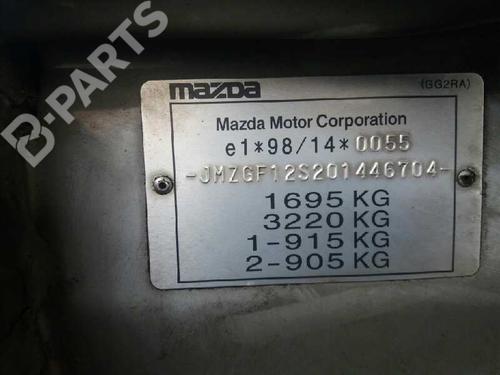 B-PARTS
mazda
(GG2RA)
Mazda Motor Corporation
e1*98/14*0055
-JMZGF12S201446704-
1695 KG
3220 KG
1-915 KG
2-905 KG